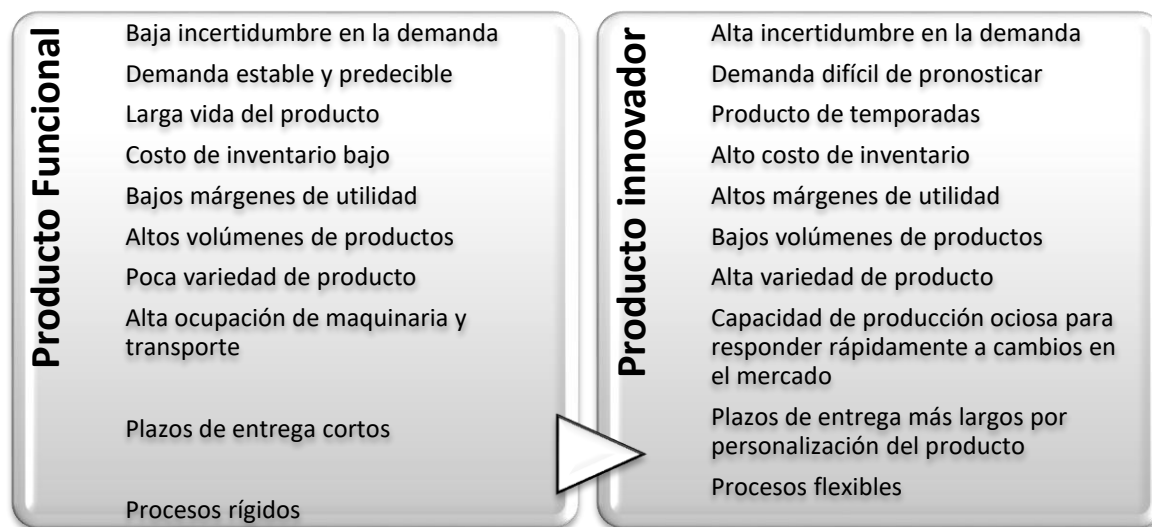 Producto Funcional
Baja incertidumbre en la demanda
Demanda estable y predecible
Larga vida del producto
Costo de inventario bajo
Bajos márgenes de utilidad
Altos volúmenes de productos
Poca variedad de producto
Alta ocupación de maquinaria y
transporte
Plazos de entrega cortos
Procesos rígidos
Producto innovador
Alta incertidumbre en la demanda
Demanda difícil de pronosticar
Producto de temporadas
Alto costo de inventario
Altos márgenes de utilidad
Bajos volúmenes de productos
Alta variedad de producto
Capacidad de producción ociosa para
responder rápidamente a cambios en
el mercado
Plazos de entrega más largos por
personalización del producto
Procesos flexibles